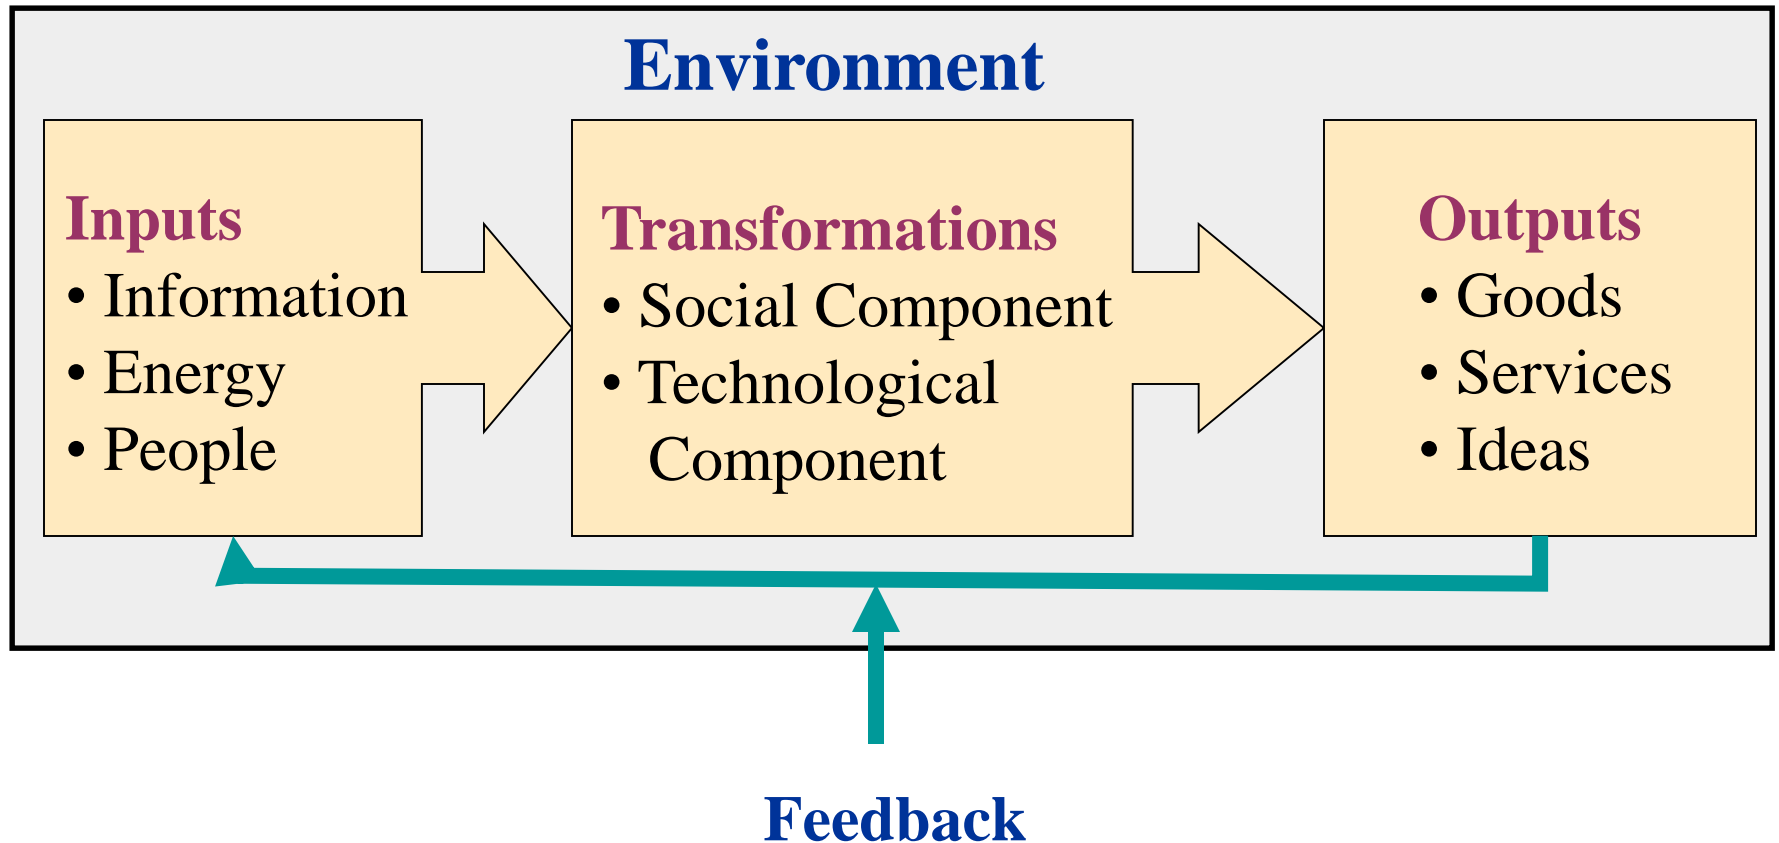 Environment
Inputs
• Information
• Energy
• People
Transformations
• Social Component
• Technological
Component
Outputs
• Goods
• Services
• Ideas
Feedback